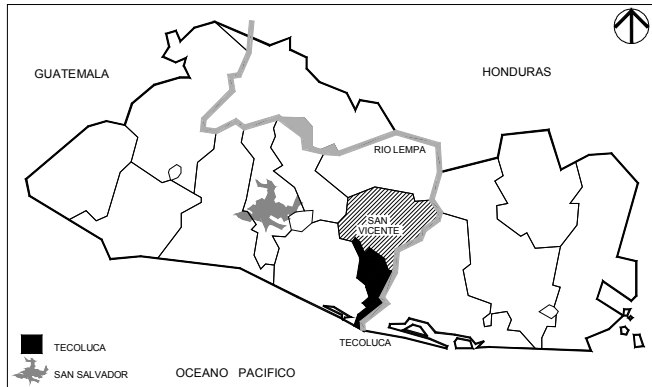 GUATEMALA
HONDURAS
RIO LEMPA
SAN
VICENTE
TECOLUCA
TECOLUCA
SAN SALVADOR
OCEANO PACIFICO